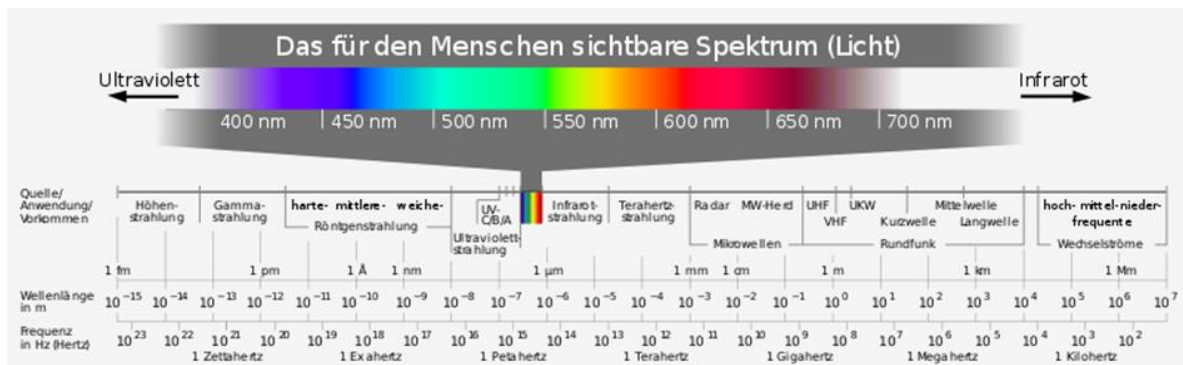 Das für den Menschen sichtbare Spektrum (Licht)
Ultraviolett
Infrarot
400 nm 450 nm 500 nm 550 nm 600 nm 650 nm 700 nm
Quelle/
Anwendung/
Vorkommen
Höhen-
strahlung
Gamma-
strahlung
harte- mittlere- weiche-
Röntgenstrahlung
UV-
C/B/A
Ultraviolett-
strahlung
Infrarot-
strahlung
Terahertz-
strahlung
Radar MW-Herd
Mikrowellen
UHF UKW Mittelwelle
VHF Kurzwelle Langwelle
Rundfunk
hoch- mittel- nieder-
frequente
Wechselströme
1 fm 1 pm 1 Å 1 nm 1 µm 1 mm 1 cm 1 m 1 km 1 Mm
Wellenlänge
in m
10⁻¹⁵ 10⁻¹⁴ 10⁻¹³ 10⁻¹² 10⁻¹¹ 10⁻¹⁰ 10⁻⁹ 10⁻⁸ 10⁻⁷ 10⁻⁶ 10⁻⁵ 10⁻⁴ 10⁻³ 10⁻² 10⁻¹ 10⁰ 10¹ 10² 10³ 10⁴ 10⁵ 10⁶ 10⁷
Frequenz
in Hz (Hertz)
10²³ 10²² 10²¹ 10²⁰ 10¹⁹ 10¹⁸ 10¹⁷ 10¹⁶ 10¹⁵ 10¹⁴ 10¹³ 10¹² 10¹¹ 10¹⁰ 10⁹ 10⁸ 10⁷ 10⁶ 10⁵ 10⁴ 10³ 10²
1 Zettahertz 1 Exahertz 1 Petahertz 1 Terahertz 1 Gigahertz 1 Megahertz 1 Kilohertz